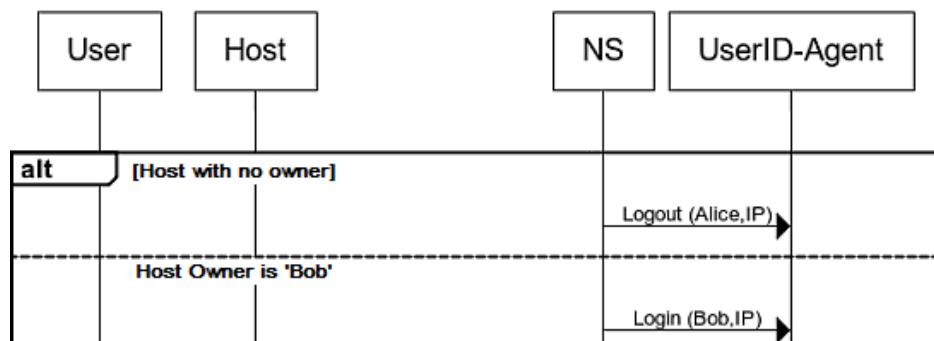 User Host NS UserID-Agent
alt [Host with no owner]
Logout (Alice,IP)
Host Owner is 'Bob'
Login (Bob,IP)